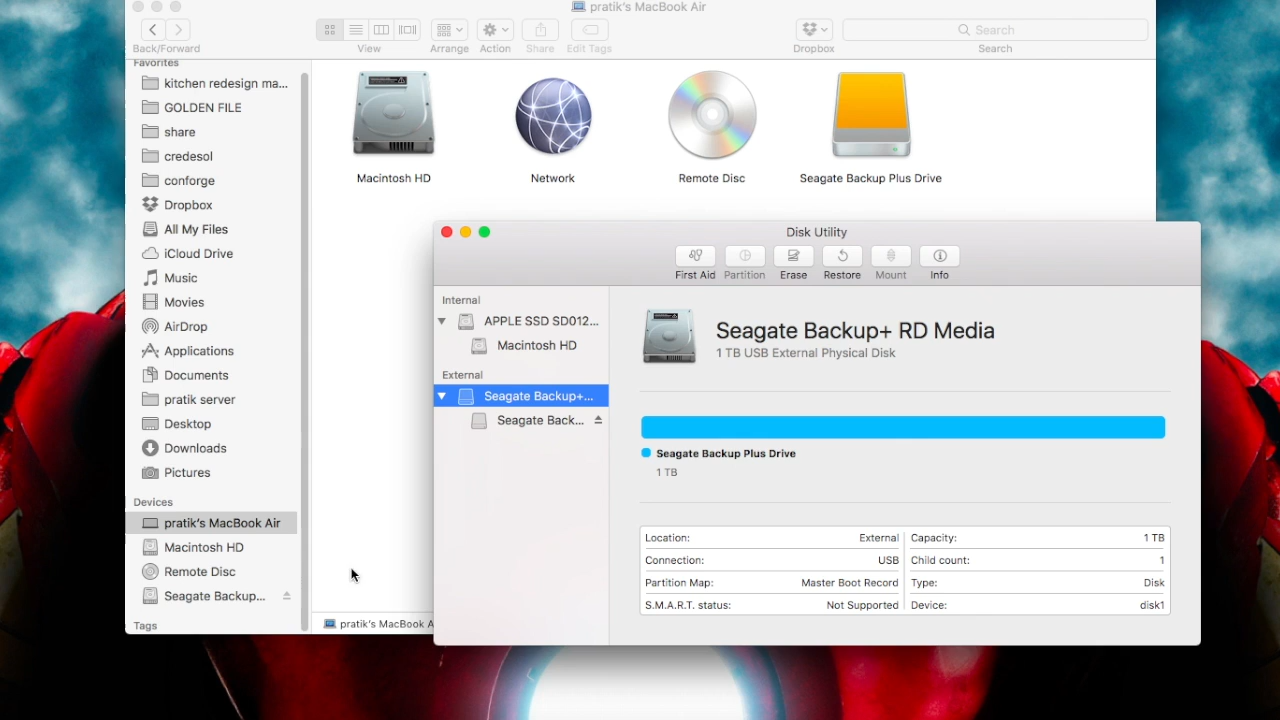 pratik's MacBook Air
Back/Forward
View
Arrange
Action
Share
Edit Tags
Dropbox
Search
Search
Favorites
kitchen redesign ma...
GOLDEN FILE
share
credesol
conforge
Dropbox
All My Files
iCloud Drive
Music
Movies
AirDrop
Applications
Documents
pratik server
Desktop
Downloads
Pictures
Devices
pratik's MacBook Air
Macintosh HD
Remote Disc
Seagate Backup...
Tags
Macintosh HD
Network
Remote Disc
Seagate Backup Plus Drive
pratik's MacBook A
Disk Utility
First Aid
Partition
Erase
Restore
Mount
Info
Internal
APPLE SSD SD012...
Macintosh HD
External
Seagate Backup+...
Seagate Back...
Seagate Backup+ RD Media
1 TB USB External Physical Disk
Seagate Backup Plus Drive
1 TB
Location: External
Connection: USB
Partition Map: Master Boot Record
S.M.A.R.T. status: Not Supported
Capacity: 1 TB
Child count: 1
Type: Disk
Device: disk1